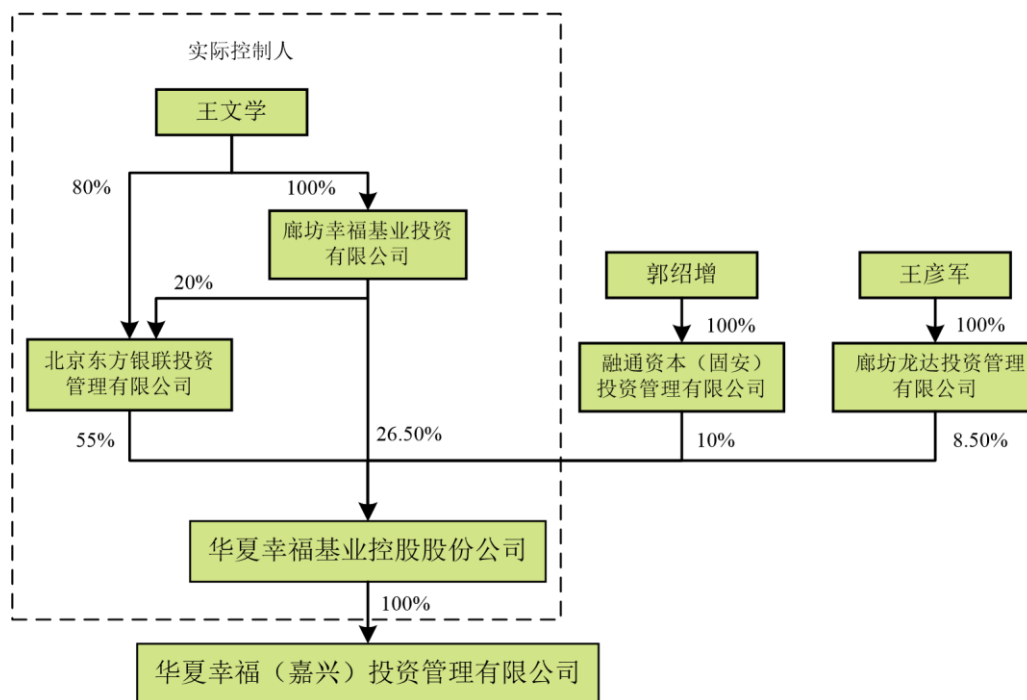 实际控制人
王文学
80%
100%
廊坊幸福基业投资
有限公司
20%
郭绍增
王彦军
100%
100%
北京东方银联投资
管理有限公司
融通资本（固安）
投资管理有限公司
廊坊龙达投资管理
有限公司
55%
26.50%
10%
8.50%
华夏幸福基业控股股份公司
100%
华夏幸福（嘉兴）投资管理有限公司